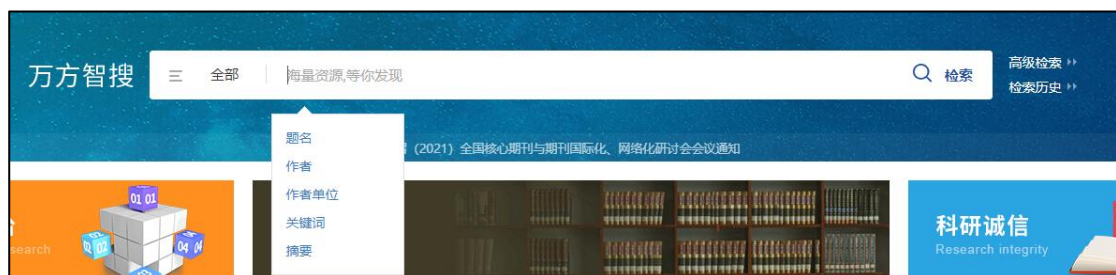 万方智搜
全部
海量资源,等你发现
检索
高级检索
检索历史
题名
作者
作者单位
关键词
摘要
(2021)全国核心期刊与期刊国际化、网络化研讨会会议通知
search
01 01
02
04 04
科研诚信
Research integrity